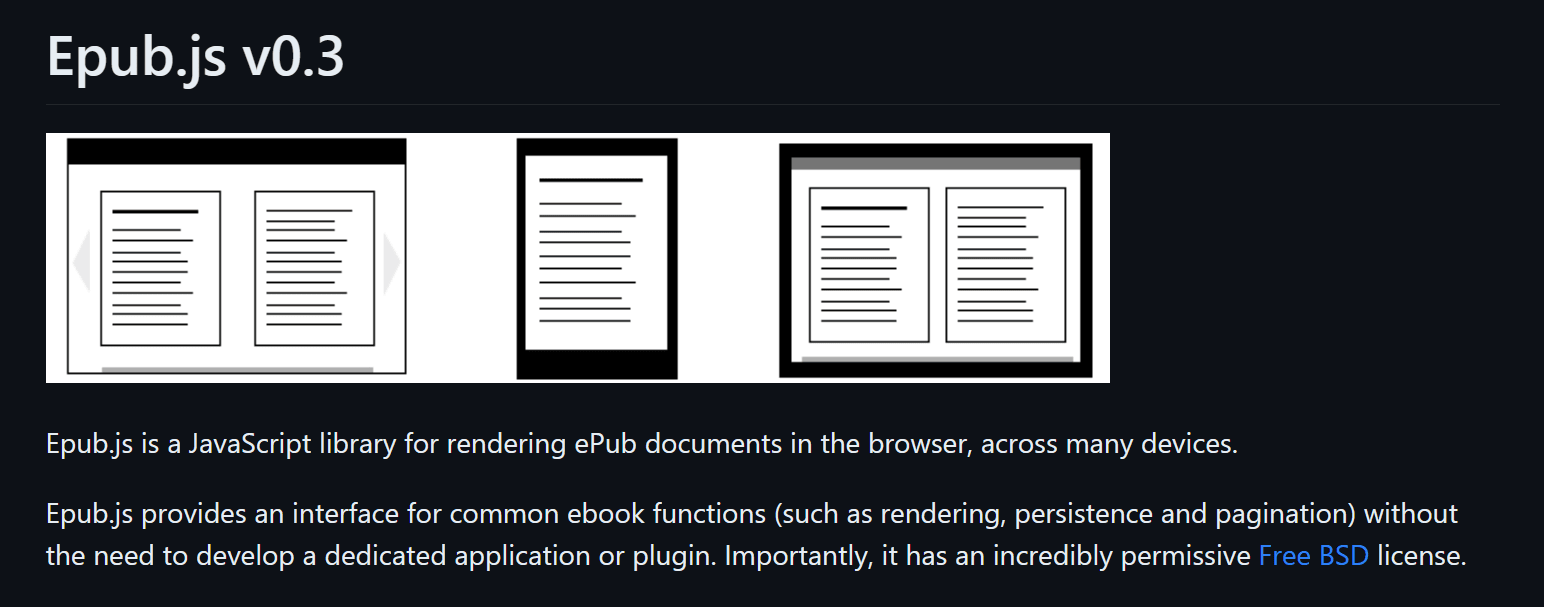 Epub.js v0.3
Epub.js is a JavaScript library for rendering ePub documents in the browser, across many devices.
Epub.js provides an interface for common ebook functions (such as rendering, persistence and pagination) without
the need to develop a dedicated application or plugin. Importantly, it has an incredibly permissive Free BSD license.